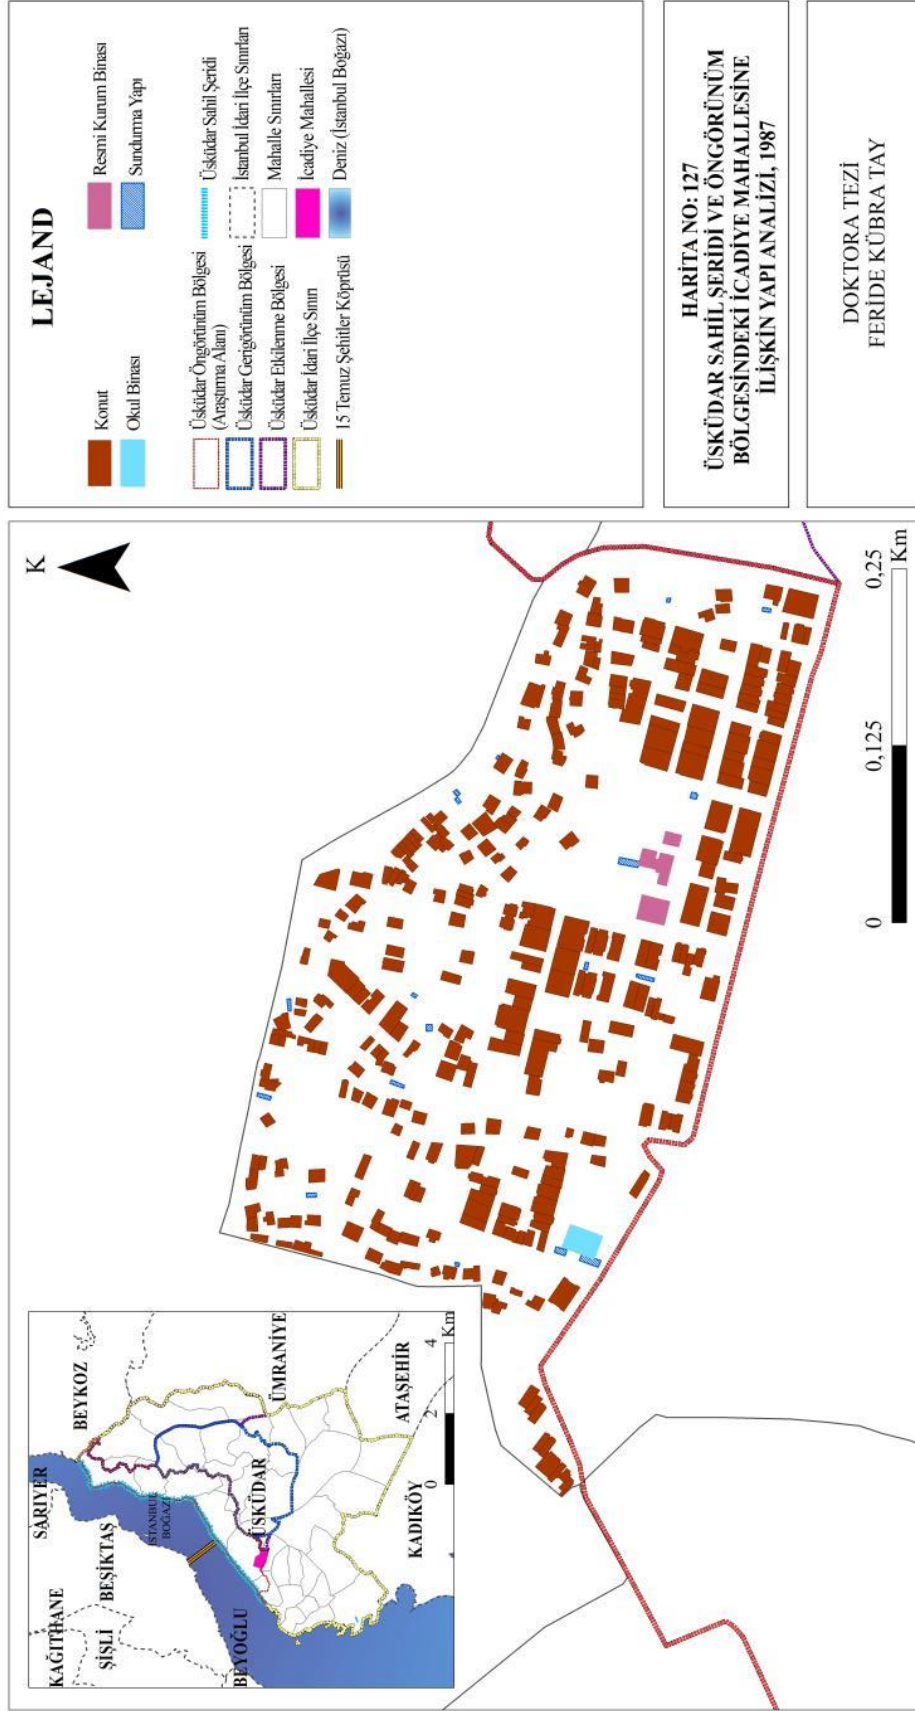 KAĞITHANE
SARIYER
BEYKOZ
ŞİŞLİ
BEŞİKTAŞ
İSTANBUL
BOĞAZI
BEYOĞLU
ÜSKÜDAR
ÜMRANİYE
KADIKÖY
ATAŞEHİR
0
2
4
Km
K
0
0,125
0,25
Km
LEJAND
Konut
Resmi Kurum Binası
Okul Binası
Sundurma Yapı
Üsküdar Öngörünüm Bölgesi
(Araştırma Alanı)
Üsküdar Gerigörünüm Bölgesi
Üsküdar Etkilenme Bölgesi
Üsküdar İdari İlçe Sınırı
15 Temuz Şehitler Köprüsü
Üsküdar Sahil Şeridi
İstanbul İdari İlçe Sınırları
Mahalle Sınırları
İcadiye Mahallesi
Deniz (İstanbul Boğazı)
HARİTA NO: 127
ÜSKÜDAR SAHİL ŞERİDİ VE ÖNGÖRÜNÜM
BÖLGESİNDEKİ İCADİYE MAHALLESİNE
İLİŞKİN YAPI ANALİZİ, 1987
DOKTORA TEZİ
FERİDE KÜBRA TAY